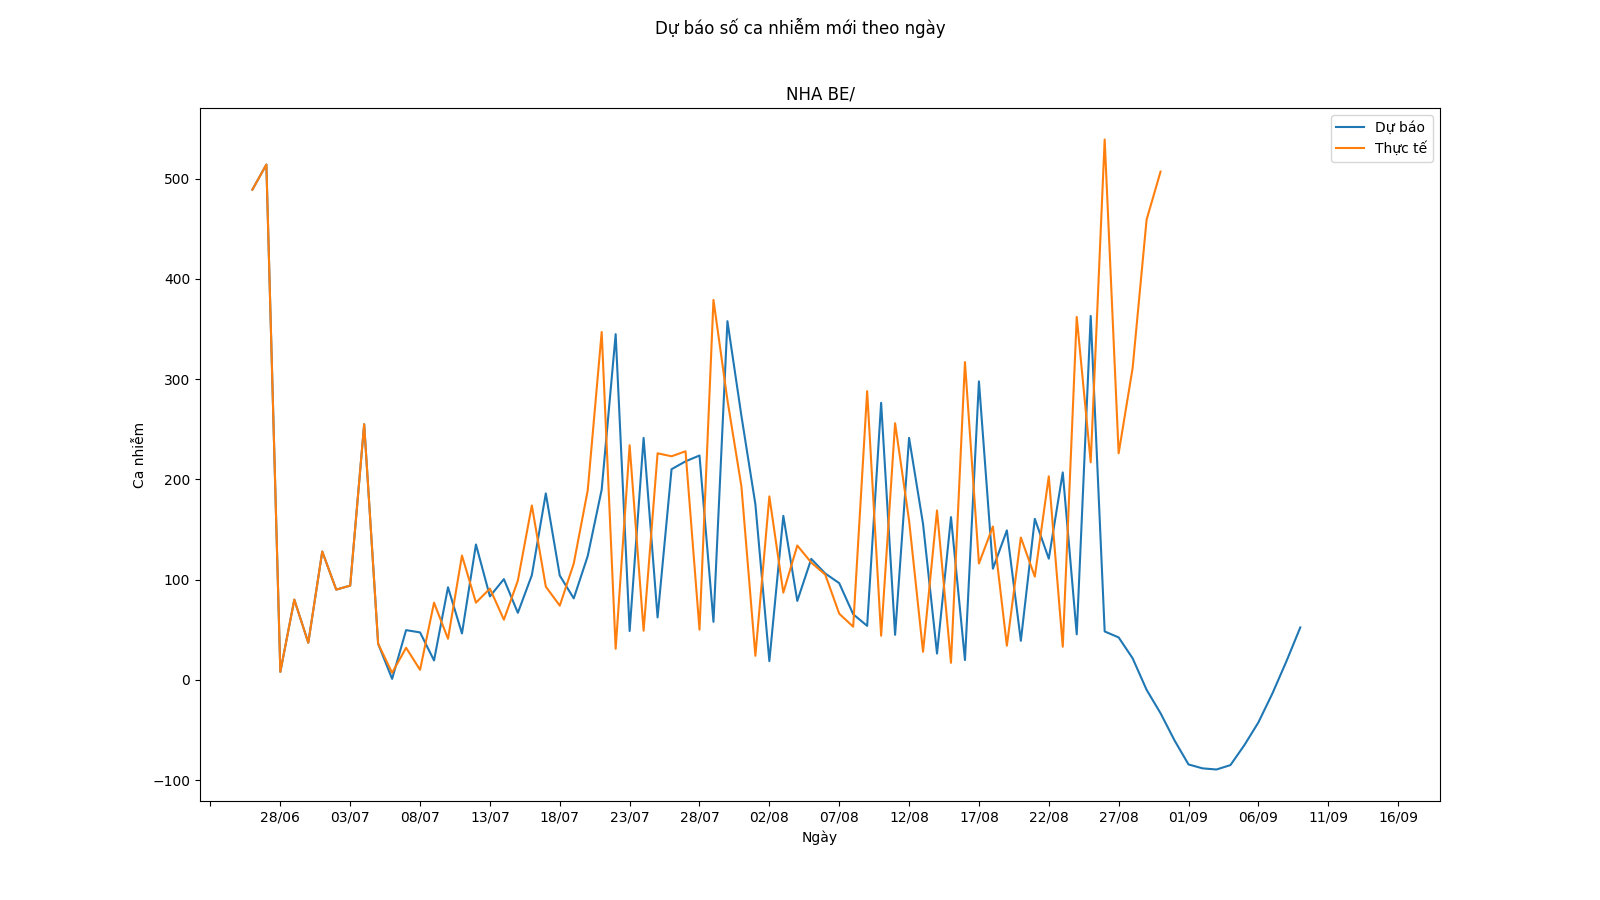 Dự báo số ca nhiễm mới theo ngày
NHA BE/
Dự báo
Thực tế
500
400
300
200
100
0
−100
Ca nhiễm
28/06 03/07 08/07 13/07 18/07 23/07 28/07 02/08 07/08 12/08 17/08 22/08 27/08 01/09 06/09 11/09 16/09
Ngày